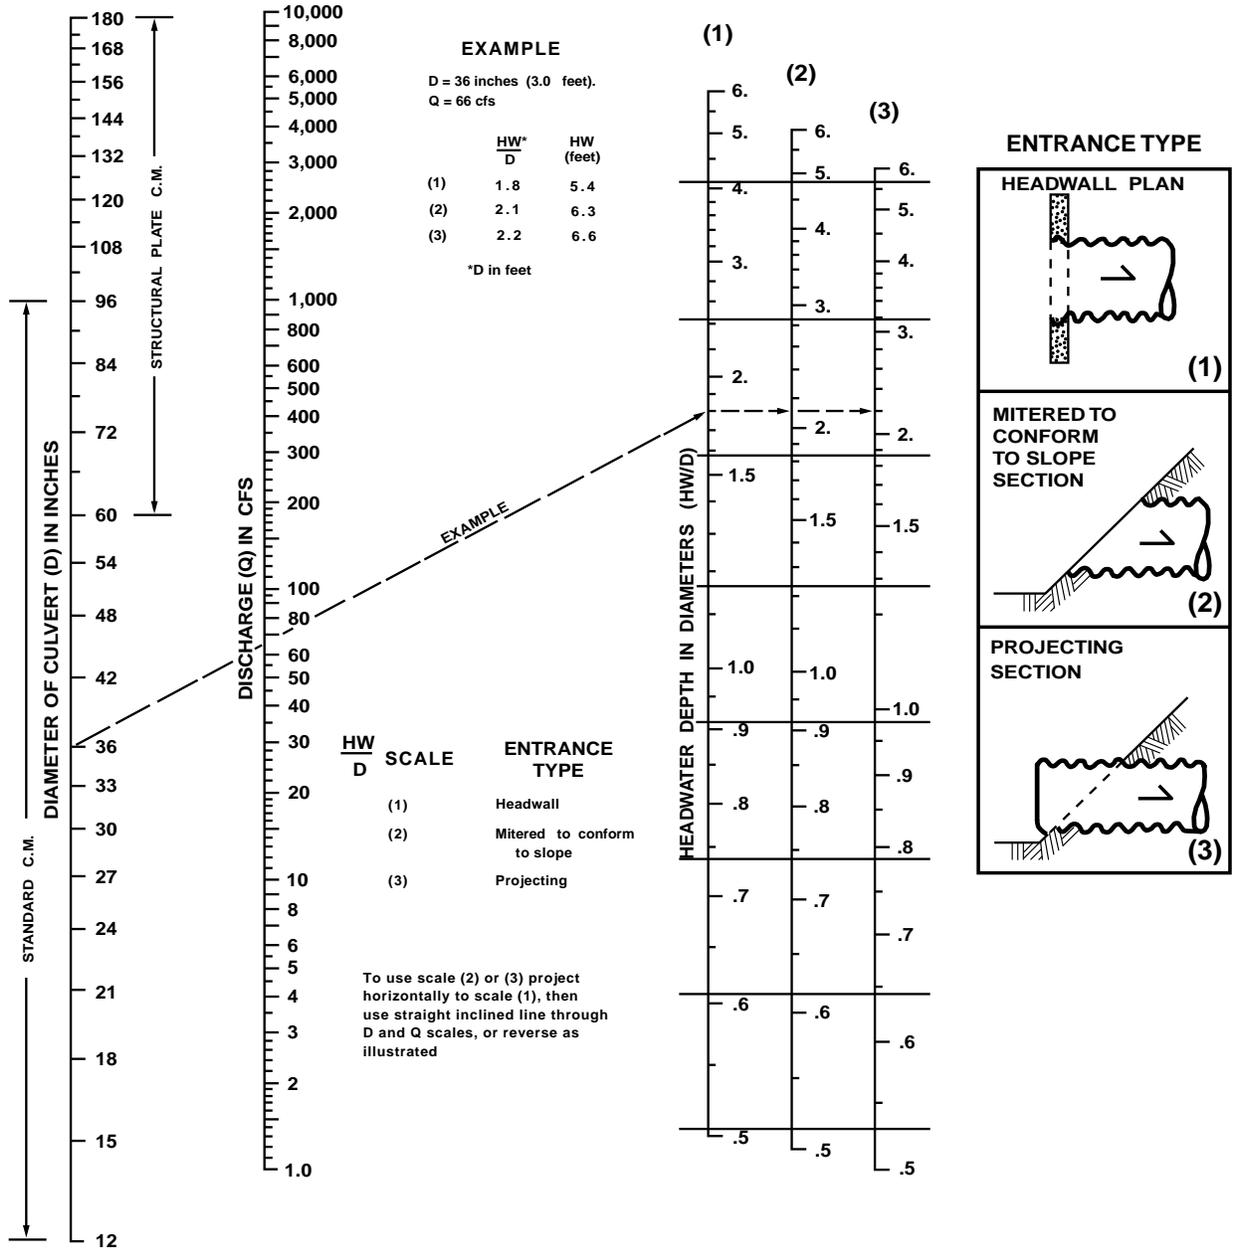 180
168
156
144
132
120
108
96
84
72
60
54
48
42
36
33
30
27
24
21
18
15
12
STRUCTURAL PLATE C.M.
STANDARD C.M.
DIAMETER OF CULVERT (D) IN INCHES
10,000
8,000
6,000
5,000
4,000
3,000
2,000
1,000
800
600
500
400
300
200
100
80
60
50
40
30
20
10
8
6
5
4
3
2
1.0
DISCHARGE (Q) IN CFS
EXAMPLE
D = 36 inches (3.0 feet).
Q = 66 cfs
HW* HW
D (feet)
(1) 1.8 5.4
(2) 2.1 6.3
(3) 2.2 6.6
*D in feet
EXAMPLE
HW SCALE ENTRANCE
D TYPE
(1) Headwall
(2) Mitered to conform
to slope
(3) Projecting
To use scale (2) or (3) project
horizontally to scale (1), then
use straight inclined line through
D and Q scales, or reverse as
illustrated
HEADWATER DEPTH IN DIAMETERS (HW/D)
(1)
6.
5.
4.
3.
2.
1.5
1.0
.9
.8
.7
.6
.5
(2)
6.
5.
4.
3.
2.
1.5
1.0
.9
.8
.7
.6
.5
(3)
6.
5.
4.
3.
2.
1.5
1.0
.9
.8
.7
.6
.5
ENTRANCE TYPE
HEADWALL PLAN
(1)
MITERED TO
CONFORM
TO SLOPE
SECTION
(2)
PROJECTING
SECTION
(3)